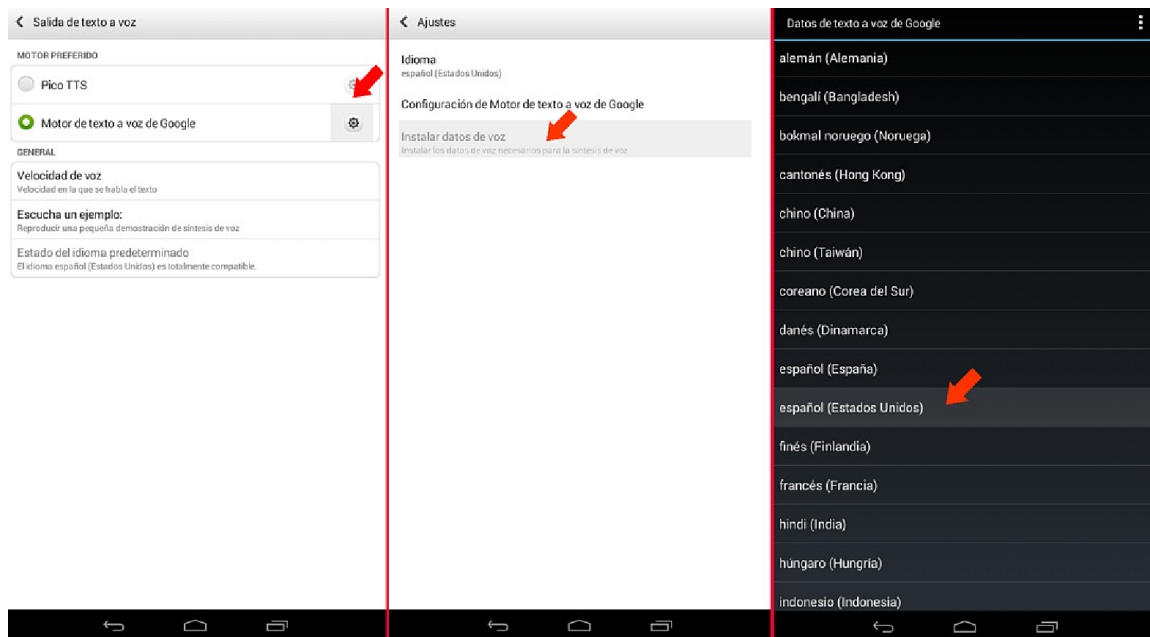 Salida de texto a voz
MOTOR PREFERIDO
Pico TTS
Motor de texto a voz de Google
GENERAL
Velocidad de voz
Velocidad en la que se habla el texto
Escucha un ejemplo:
Reproducir una pequeña demostración de síntesis de voz
Estado del idioma predeterminado
El idioma español (Estados Unidos) es totalmente compatible.
Ajustes
Idioma
español (Estados Unidos)
Configuración de Motor de texto a voz de Google
Instalar datos de voz
Instalar los datos de voz necesarios para la síntesis de voz
Datos de texto a voz de Google
alemán (Alemania)
bengalí (Bangladesh)
bokmal noruego (Noruega)
cantonés (Hong Kong)
chino (China)
chino (Taiwán)
coreano (Corea del Sur)
danés (Dinamarca)
español (España)
español (Estados Unidos)
finés (Finlandia)
francés (Francia)
hindi (India)
húngaro (Hungría)
indonesio (Indonesia)